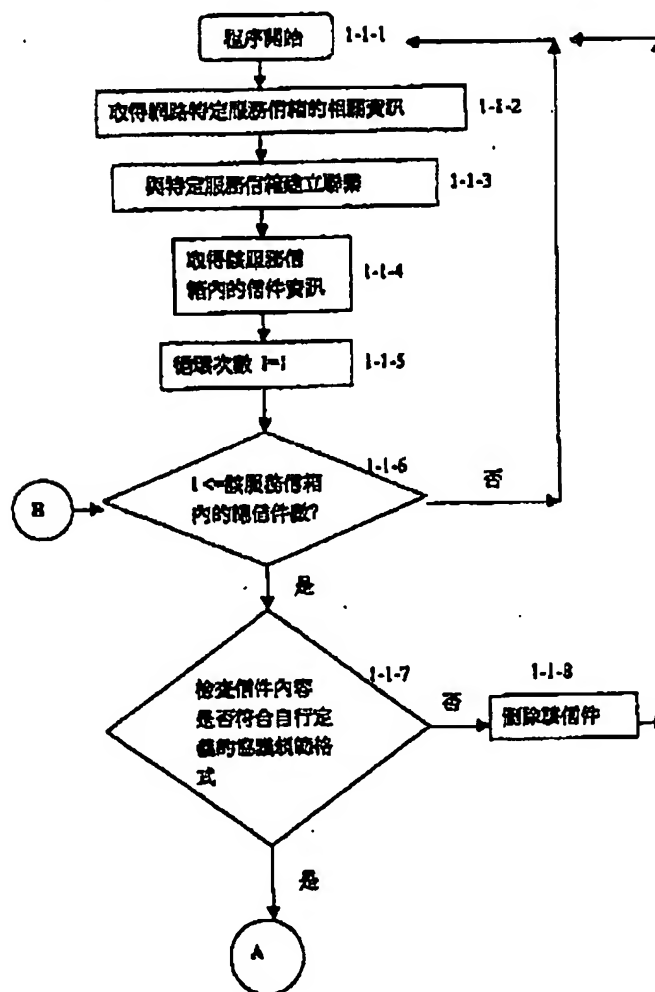 程序開始 1-1-1
取得網路特定服務信箱的相關資訊 1-1-2
與特定服務信箱建立聯繫 1-1-3
取得該服務信
箱內的信件資訊 1-1-4
循環次數 I=1 1-1-5
1-1-6
I <=該服務信箱
內的總信件數?
否
B
是
1-1-7
檢查信件內容
是否符合自行定
義的協議規範格
式
否
1-1-8
刪除該信件
是
A